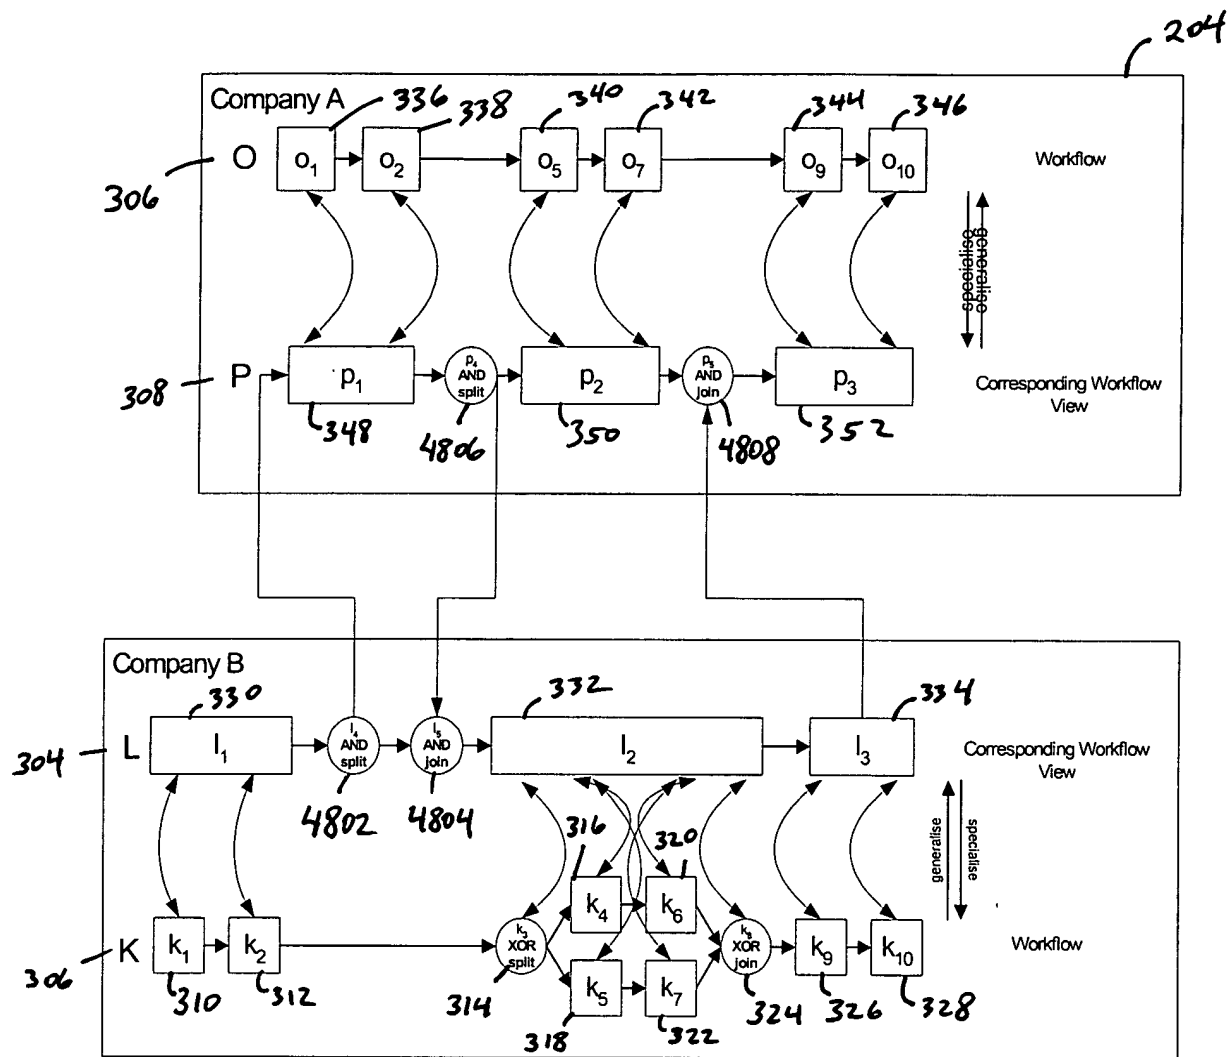 204
Company A
336
338
340
342
344
346
306
O
o1
o2
o5
o7
o9
o10
Workflow
generalise
specialise
308
P
p1
p4
AND
split
p2
p5
AND
join
p3
Corresponding Workflow
View
348
4806
350
4808
352
Company B
330
332
334
304
L
l1
l4
AND
split
l5
AND
join
l2
l3
Corresponding Workflow
View
4802
4804
316
320
generalise
specialise
306
K
k1
k2
k3
XOR
split
k4
k6
k5
k7
k8
XOR
join
k9
k10
Workflow
310
312
314
318
322
324
326
328